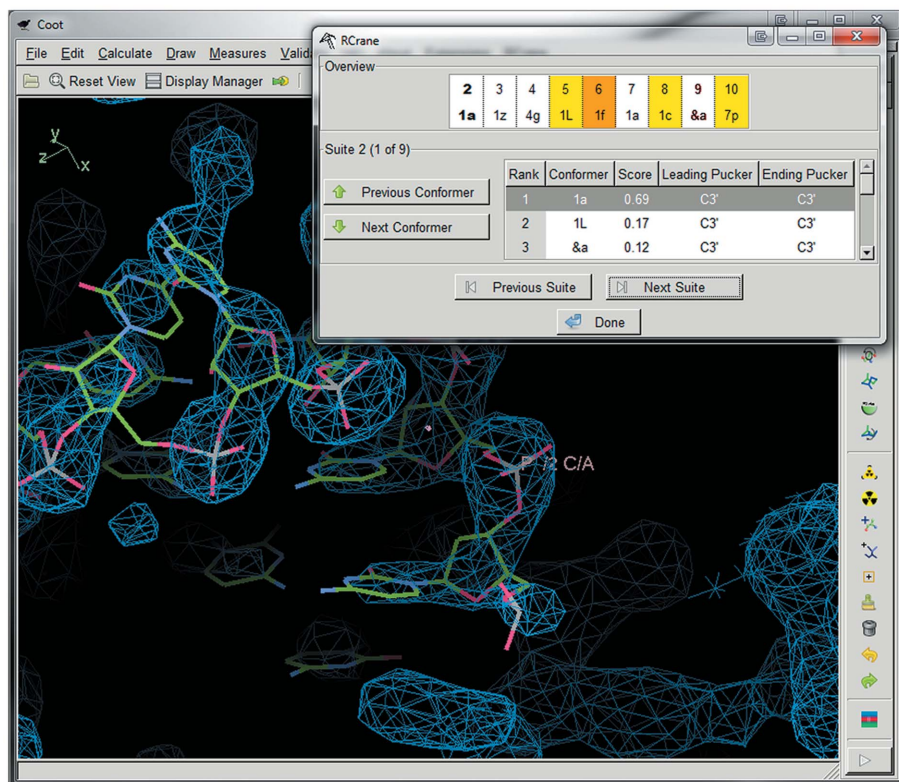 Coot
File Edit Calculate Draw Measures Valida
Reset View Display Manager
RCrane
Overview
2 3 4 5 6 7 8 9 10
1a 1z 4g 1L 1f 1a 1c &a 7p
Suite 2 (1 of 9)
Previous Conformer
Next Conformer
Rank Conformer Score Leading Pucker Ending Pucker
1 1a 0.69 C3' C3'
2 1L 0.17 C3' C3'
3 &a 0.12 C3' C3'
Previous Suite Next Suite
Done
y
z x
P /2 C/A